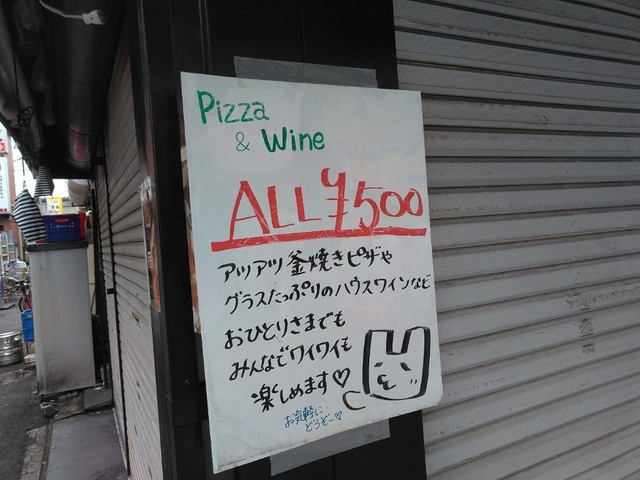 Pizza
& Wine
ALL ¥500
アツアツ釜焼きピザや
グラスたっぷりのハウスワインなど
おひとりさまでも
みんなでワイワイも
楽しめます♡
お気軽に
どうぞ〜♡